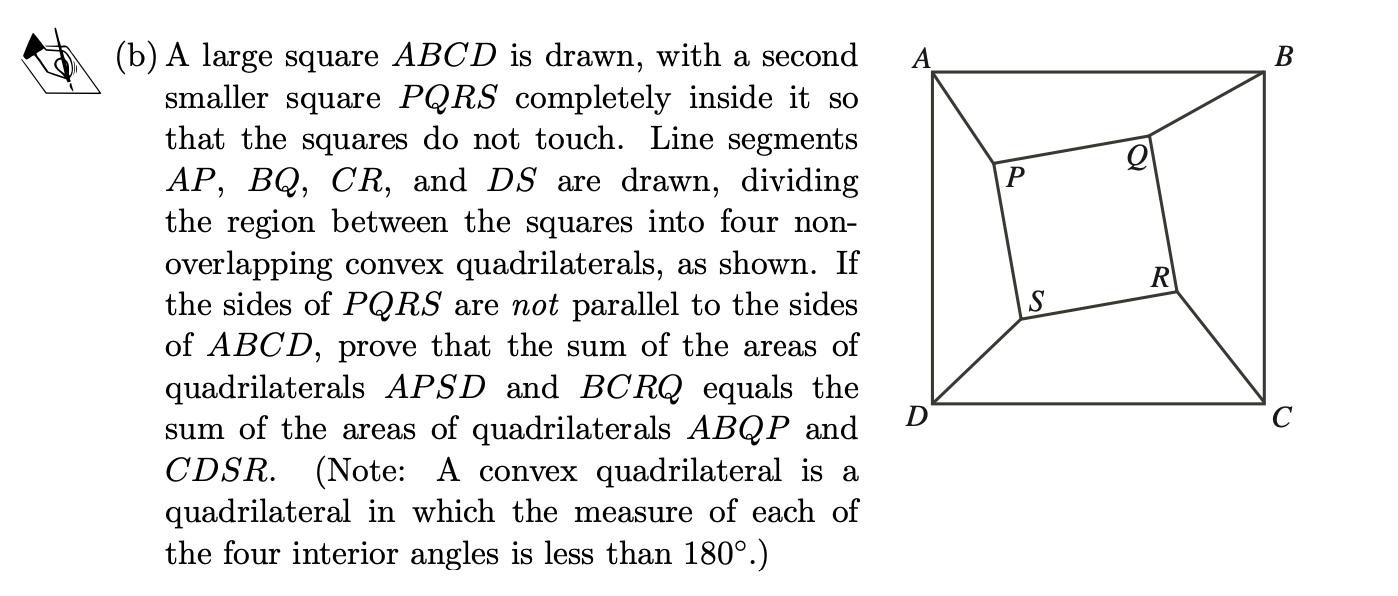 (b) A large square ABCD is drawn, with a second
smaller square PQRS completely inside it so
that the squares do not touch. Line segments
AP, BQ, CR, and DS are drawn, dividing
the region between the squares into four non-
overlapping convex quadrilaterals, as shown. If
the sides of PQRS are not parallel to the sides
of ABCD, prove that the sum of the areas of
quadrilaterals APSD and BCRQ equals the
sum of the areas of quadrilaterals ABQP and
CDSR. (Note: A convex quadrilateral is a
quadrilateral in which the measure of each of
the four interior angles is less than 180°.)
A B
Q
P
R
S
D C